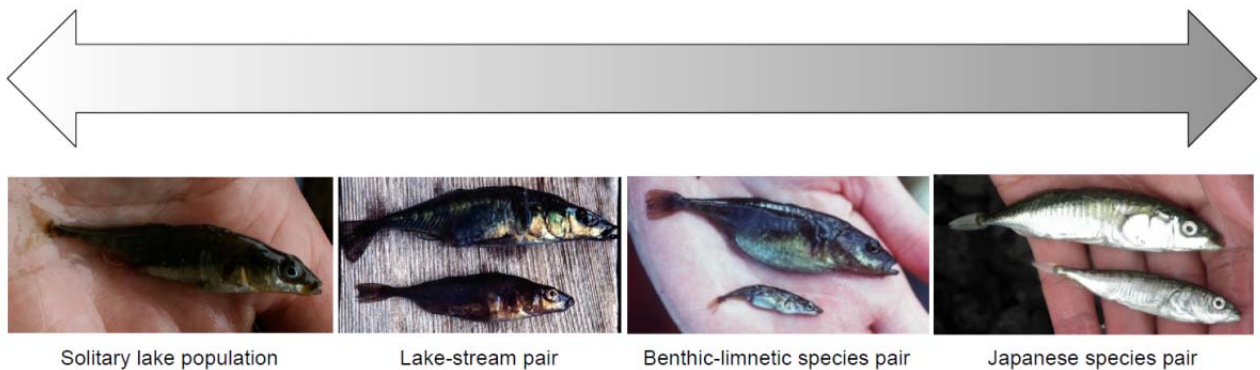 Solitary lake population
Lake-stream pair
Benthic-limnetic species pair
Japanese species pair